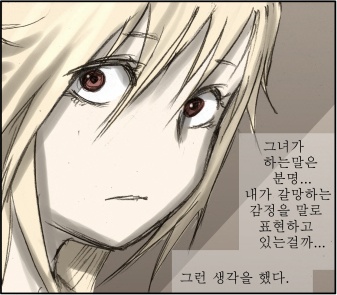 그녀가
하는말은
분명...
내가 갈망하는
감정을 말로
표현하고
있는걸까...
그런 생각을 했다.